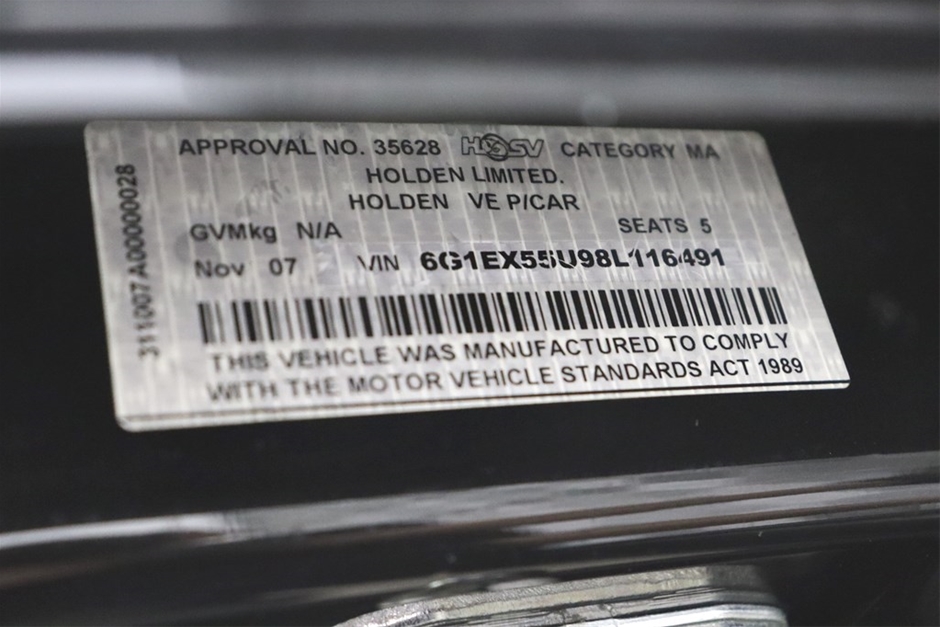 APPROVAL NO. 35628 HSV CATEGORY MA
HOLDEN LIMITED.
HOLDEN VE P/CAR
GVMkg N/A SEATS 5
Nov 07 VIN 6G1EX55U98L116491
THIS VEHICLE WAS MANUFACTURED TO COMPLY
WITH THE MOTOR VEHICLE STANDARDS ACT 1989
311007A00000028